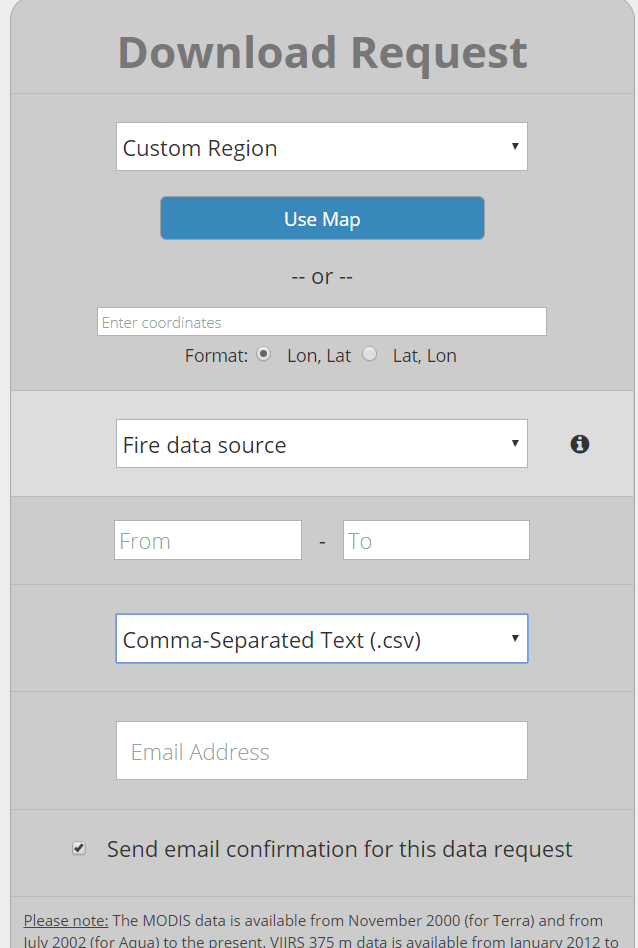 Download Request
Custom Region
Use Map
-- or --
Enter coordinates
Format: Lon, Lat Lat, Lon
Fire data source
From - To
Comma-Separated Text (.csv)
Email Address
Send email confirmation for this data request
Please note: The MODIS data is available from November 2000 (for Terra) and from
July 2002 (for Aqua) to the present. VIIRS 375 m data is available from January 2012 to